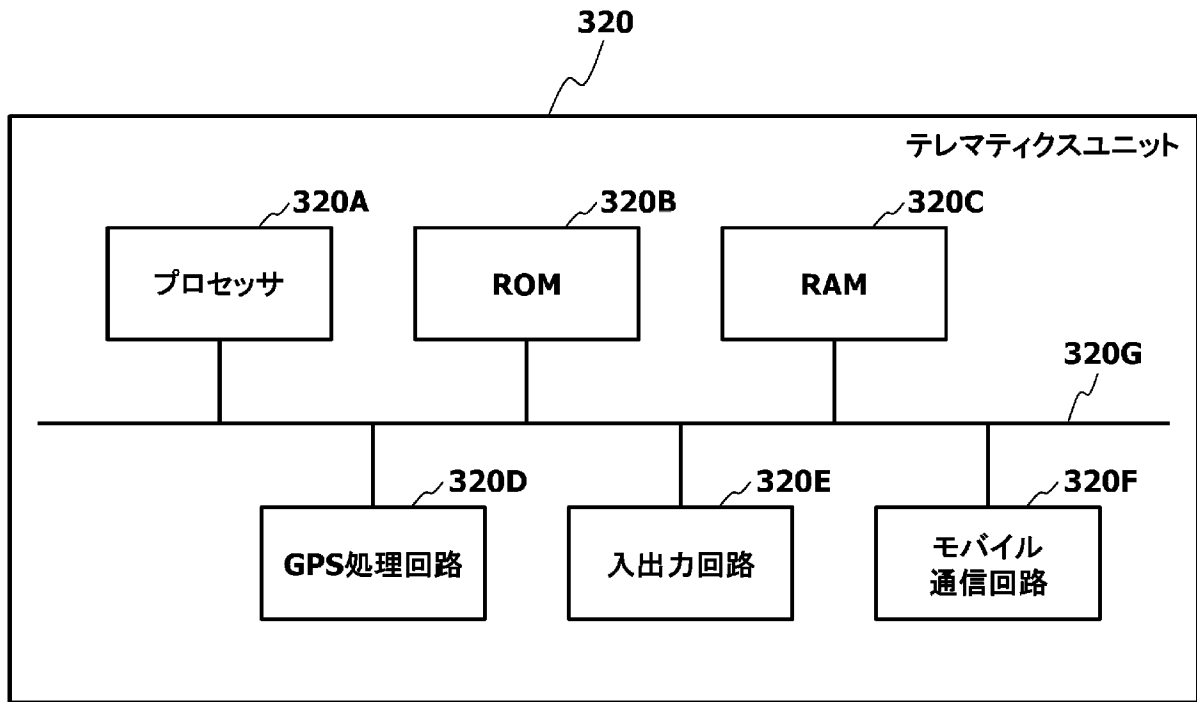 320
テレマティクスユニット
320A
320B
320C
プロセッサ
ROM
RAM
320G
320D
320E
320F
GPS処理回路
入出力回路
モバイル
通信回路